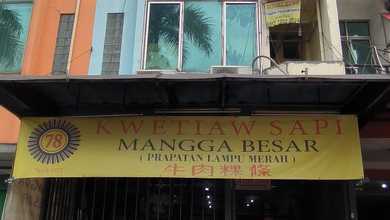 78
KWETIAW SAPI
MANGGA BESAR
( PRAPATAN LAMPU MERAH )
牛肉粿條